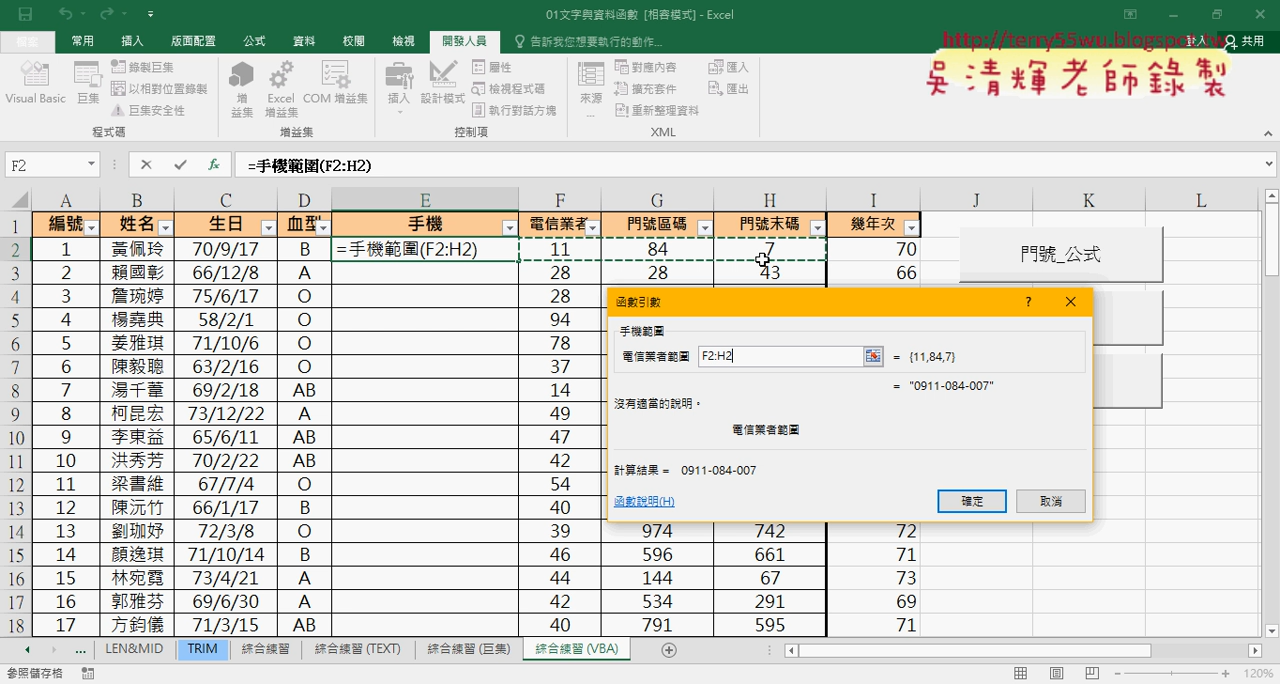 01文字與資料函數 [相容模式] - Excel
檔案 常用 插入 版面配置 公式 資料 校閱 檢視 開發人員 告訴我您想要執行的動作... 登入 共用
http://terry55wu.blogspot.tw
吳清輝老師錄製
Visual Basic 巨集 錄製巨集 以相對位置錄製 巨集安全性 程式碼
增益集 Excel 增益集 COM 增益集 增益集
插入 設計模式 屬性 檢視程式碼 執行對話方塊 控制項
來源... 對應內容 擴充套件 重新整理資料 匯入 匯出 XML
F2 fx =手機範圍(F2:H2)
A B C D E F G H I J K L
1 編號 姓名 生日 血型 手機 電信業者 門號區碼 門號末碼 幾年次
2 1 黃佩玲 70/9/17 B =手機範圍(F2:H2) 11 84 7 70 門號_公式
3 2 賴國彰 66/12/8 A 28 28 43 66
4 3 詹琬婷 75/6/17 O 28
5 4 楊堯典 58/2/1 O 94
6 5 姜雅琪 71/10/6 O 78
7 6 陳毅聰 63/2/16 O 37
8 7 湯千蕙 69/2/18 AB 14
9 8 柯昆宏 73/12/22 A 49
10 9 李東益 65/6/11 AB 47
11 10 洪秀芳 70/2/22 AB 42
12 11 梁書維 67/7/4 O 54
13 12 陳沅竹 66/1/17 B 40
14 13 劉珈妤 72/3/8 O 39 974 742 72
15 14 顏逸琪 71/10/14 B 46 596 661 71
16 15 林宛霓 73/4/21 A 44 144 67 73
17 16 郭雅芬 69/6/30 A 42 534 291 69
18 17 方鈞儀 71/3/15 AB 40 791 595 71
函數引數 ?
手機範圍
電信業者範圍 F2:H2 = {11,84,7}
= "0911-084-007"
沒有適當的說明。
電信業者範圍
計算結果 = 0911-084-007
函數說明(H) 確定 取消
... LEN&MID TRIM 綜合練習 綜合練習 (TEXT) 綜合練習 (巨集) 綜合練習 (VBA)
參照儲存格 120%